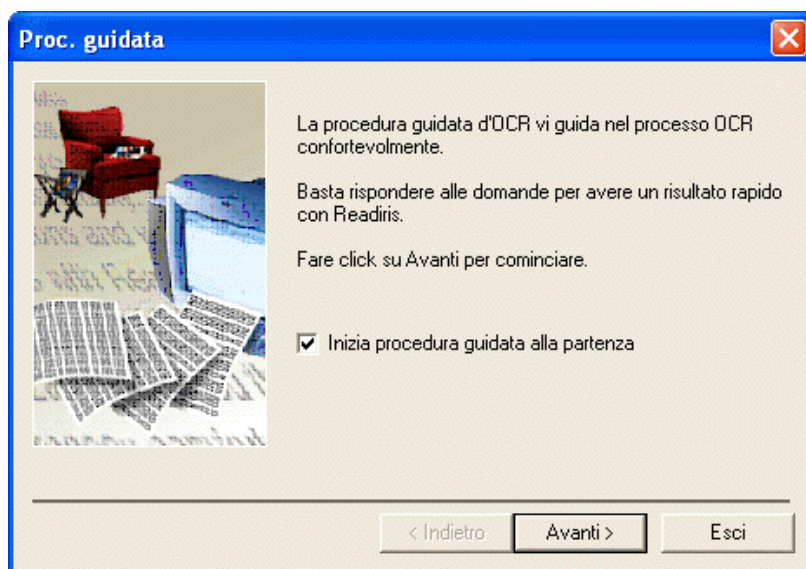 Proc. guidata
La procedura guidata d'OCR vi guida nel processo OCR
confortevolmente.
Basta rispondere alle domande per avere un risultato rapido
con Readiris.
Fare click su Avanti per cominciare.
Inizia procedura guidata alla partenza
< Indietro
Avanti >
Esci